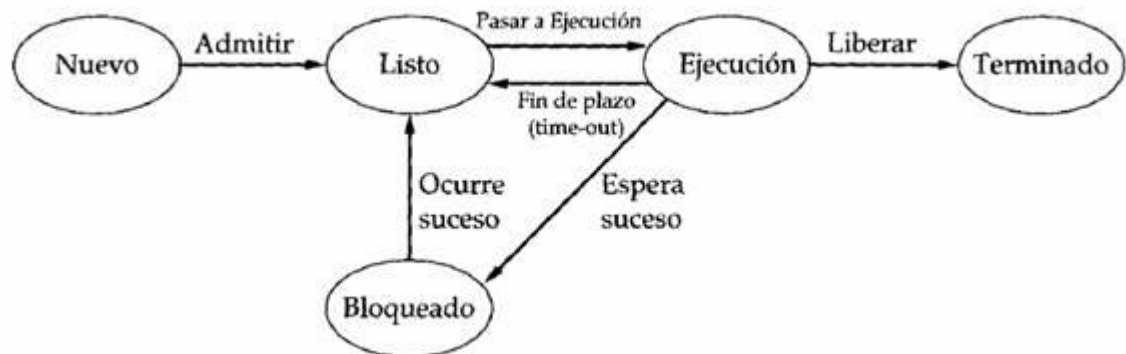 Pasar a Ejecución
Admitir
Liberar
Nuevo
Listo
Ejecución
Terminado
Fin de plazo
(time-out)
Ocurre
suceso
Espera
suceso
Bloqueado